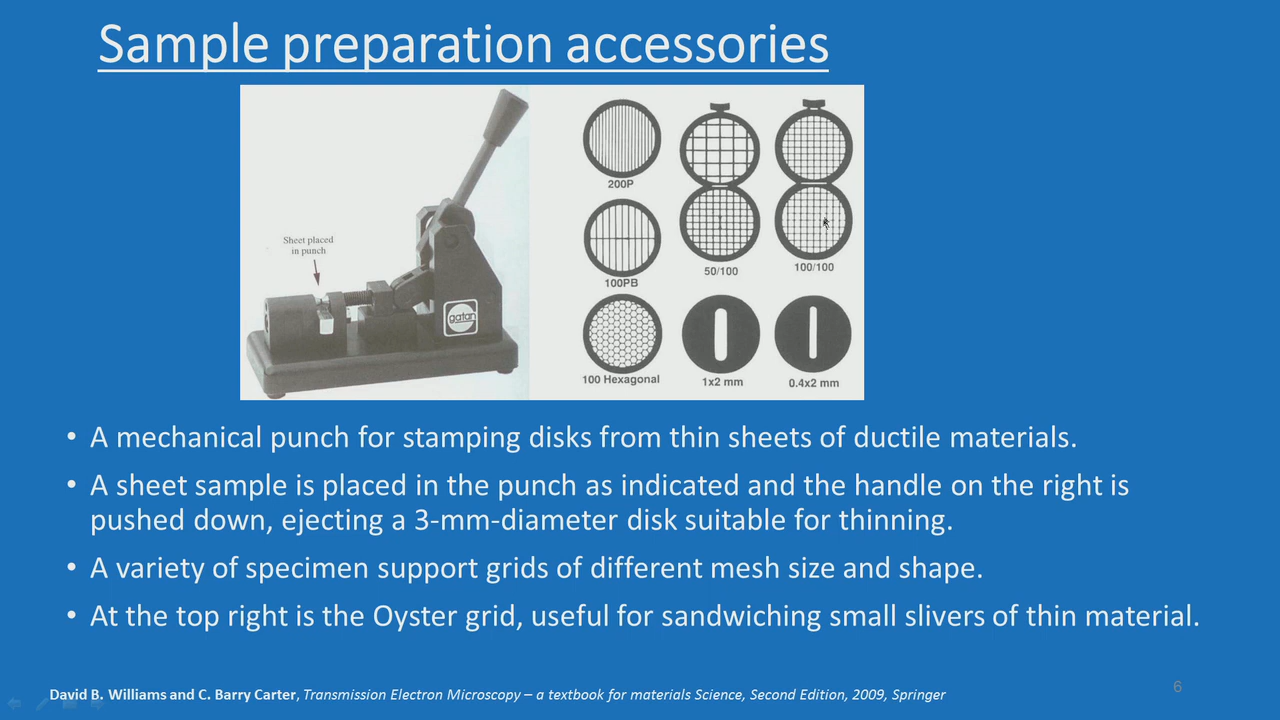 Sample preparation accessories
Sheet placed
in punch
gatan
200P
100PB
50/100
100/100
100 Hexagonal
1x2 mm
0.4x2 mm
• A mechanical punch for stamping disks from thin sheets of ductile materials.
• A sheet sample is placed in the punch as indicated and the handle on the right is
pushed down, ejecting a 3-mm-diameter disk suitable for thinning.
• A variety of specimen support grids of different mesh size and shape.
• At the top right is the Oyster grid, useful for sandwiching small slivers of thin material.
David B. Williams and C. Barry Carter, Transmission Electron Microscopy – a textbook for materials Science, Second Edition, 2009, Springer
6